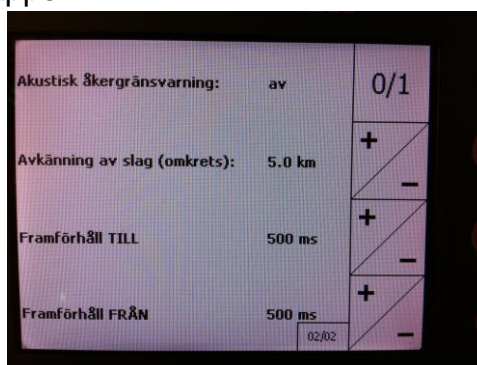 Akustisk åkergränsvarning: av 0/1
+
Avkänning av slag (omkrets): 5.0 km
–
+
Framförhåll TILL 500 ms
–
+
Framförhåll FRÅN 500 ms
02/02 –